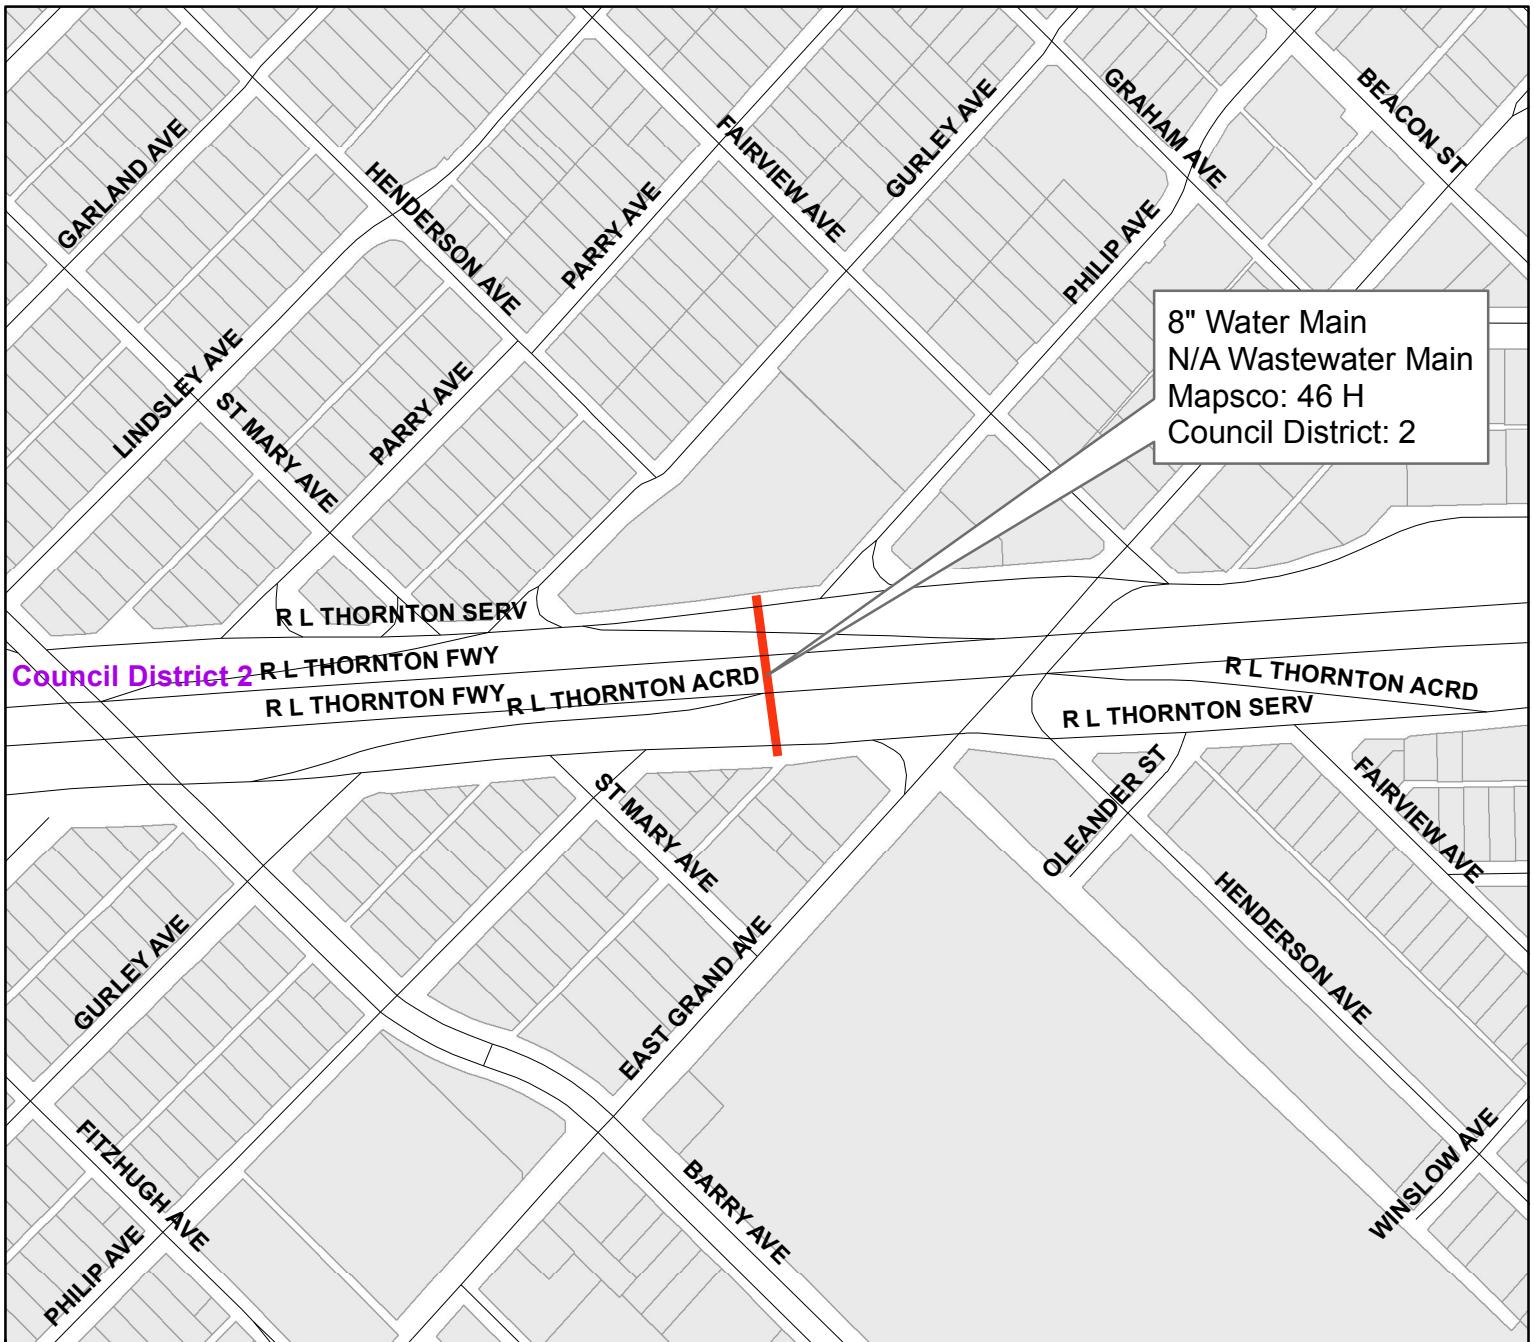 BEACON ST
GRAHAM AVE
GURLEY AVE
FAIRVIEW AVE
GARLAND AVE
HENDERSON AVE
PARRY AVE
PHILIP AVE
8" Water Main
N/A Wastewater Main
Mapsco: 46 H
Council District: 2
LINDSLEY AVE
ST MARY AVE
PARRY AVE
R L THORNTON SERV
Council District 2
R L THORNTON FWY
R L THORNTON FWY
R L THORNTON ACRD
R L THORNTON ACRD
R L THORNTON SERV
ST MARY AVE
OLEANDER ST
FAIRVIEW AVE
GURLEY AVE
HENDERSON AVE
EAST GRAND AVE
FITZHUGH AVE
BARRY AVE
WINSLOW AVE
PHILIP AVE